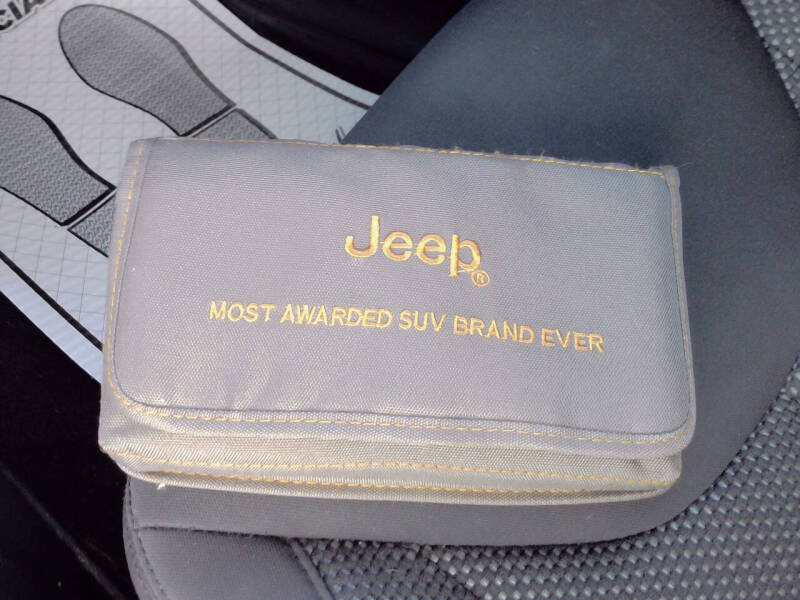 Jeep®
MOST AWARDED SUV BRAND EVER